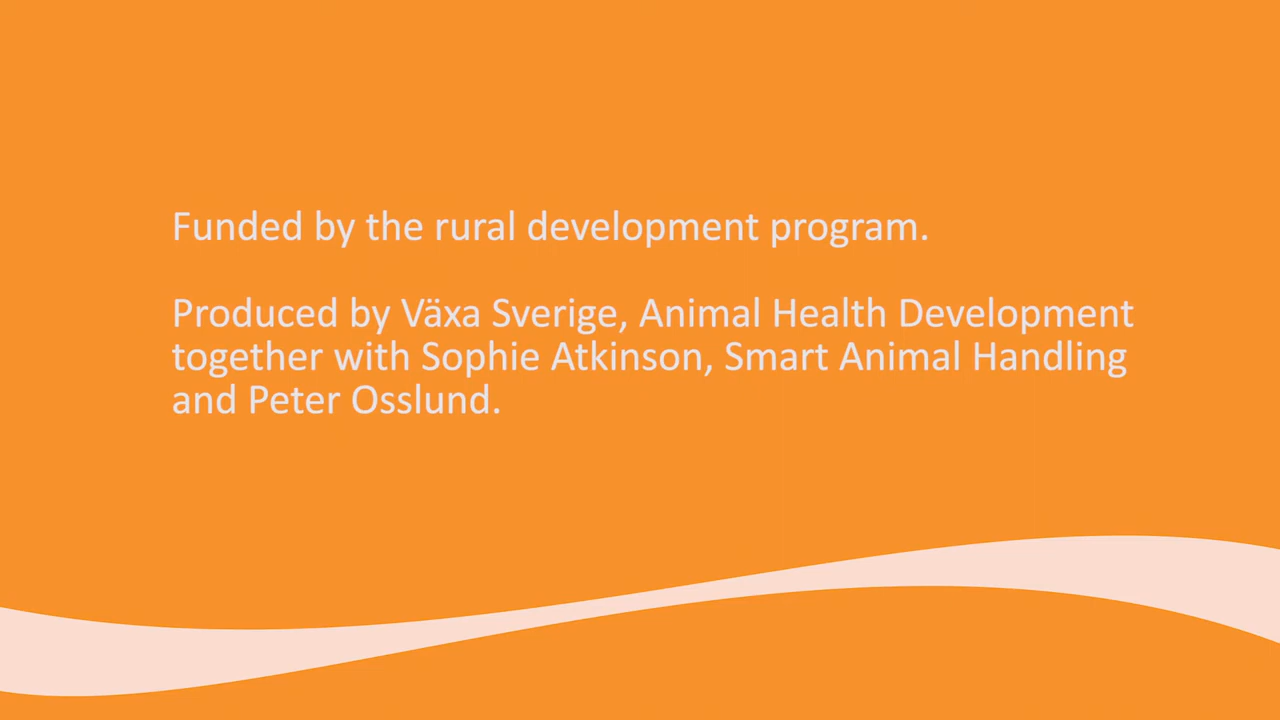 Funded by the rural development program.
Produced by Växa Sverige, Animal Health Development
together with Sophie Atkinson, Smart Animal Handling
and Peter Osslund.